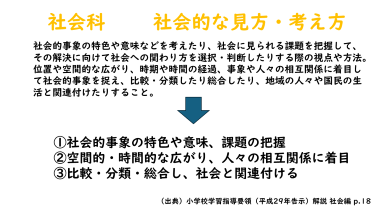 社会科　　社会的な見方・考え方
社会的事象の特色や意味などを考えたり、社会に見られる課題を把握して、
その解決に向けて社会への関わり方を選択・判断したりする際の視点や方法。
位置や空間的な広がり、時期や時間の経過、事象や人々の相互関係に着目し
て社会的事象を捉え、比較・分類したり総合したり、地域の人々や国民の生
活と関連付けたりすること。
①社会的事象の特色や意味、課題の把握
②空間的・時間的な広がり、人々の相互関係に着目
③比較・分類・総合し、社会と関連付ける
（出典）小学校学習指導要領（平成29年告示）解説 社会編 p.18